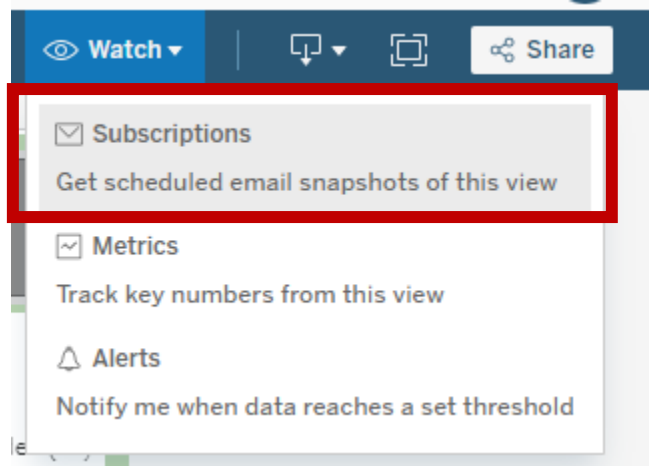 Watch
Share
Subscriptions
Get scheduled email snapshots of this view
Metrics
Track key numbers from this view
Alerts
Notify me when data reaches a set threshold